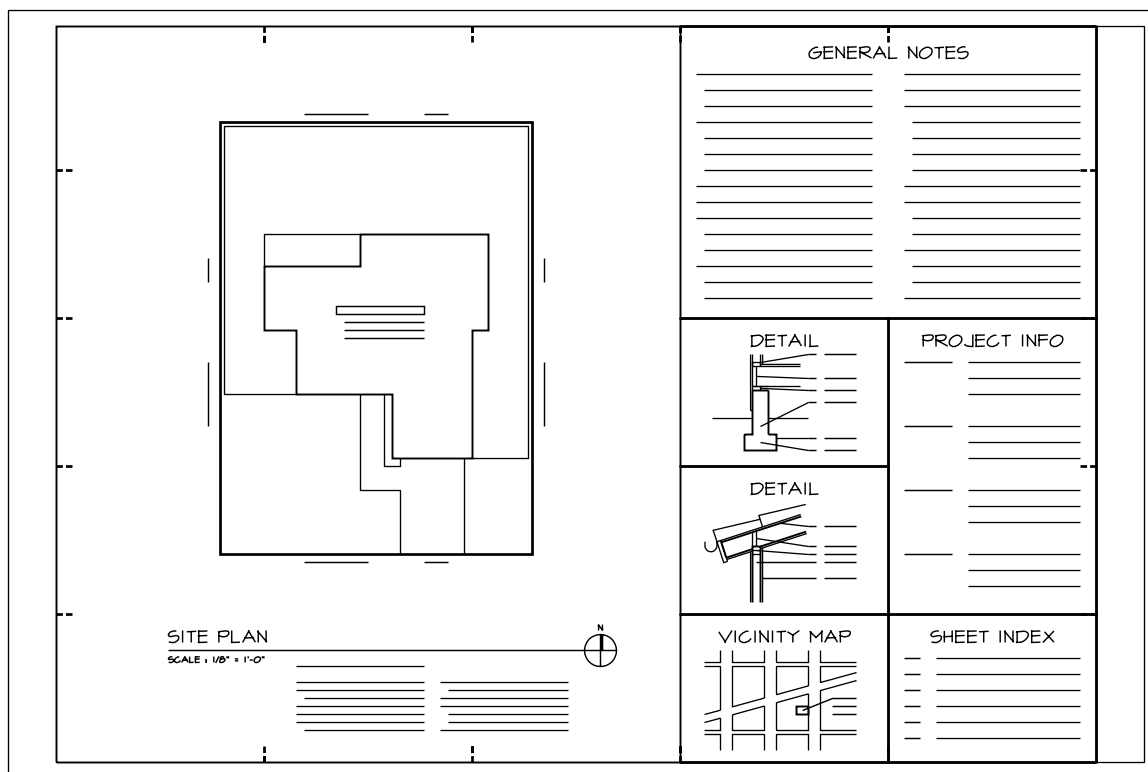 GENERAL NOTES
DETAIL
PROJECT INFO
DETAIL
N
SITE PLAN
SCALE : 1/8" = 1'-0"
VICINITY MAP
SHEET INDEX